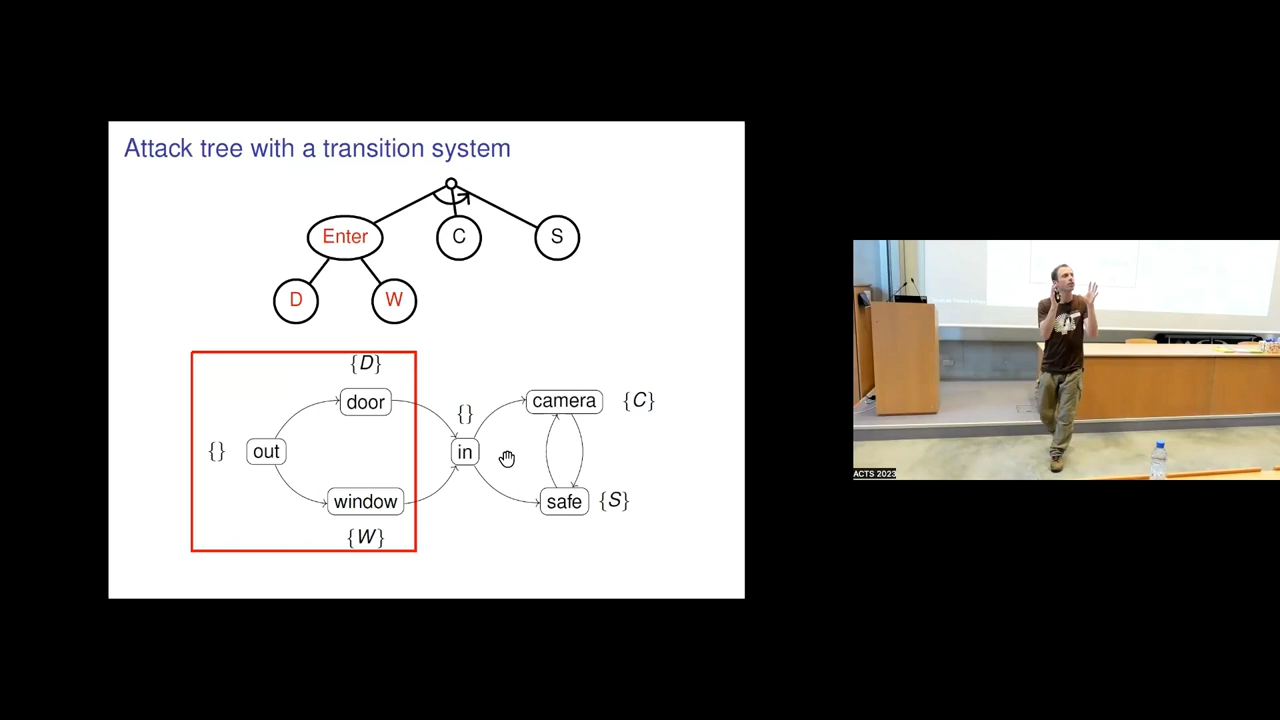 Attack tree with a transition system
Enter
C
S
D
W
{D}
door
{}
camera
{C}
{}
out
in
window
safe
{S}
{W}
ACTS 2023